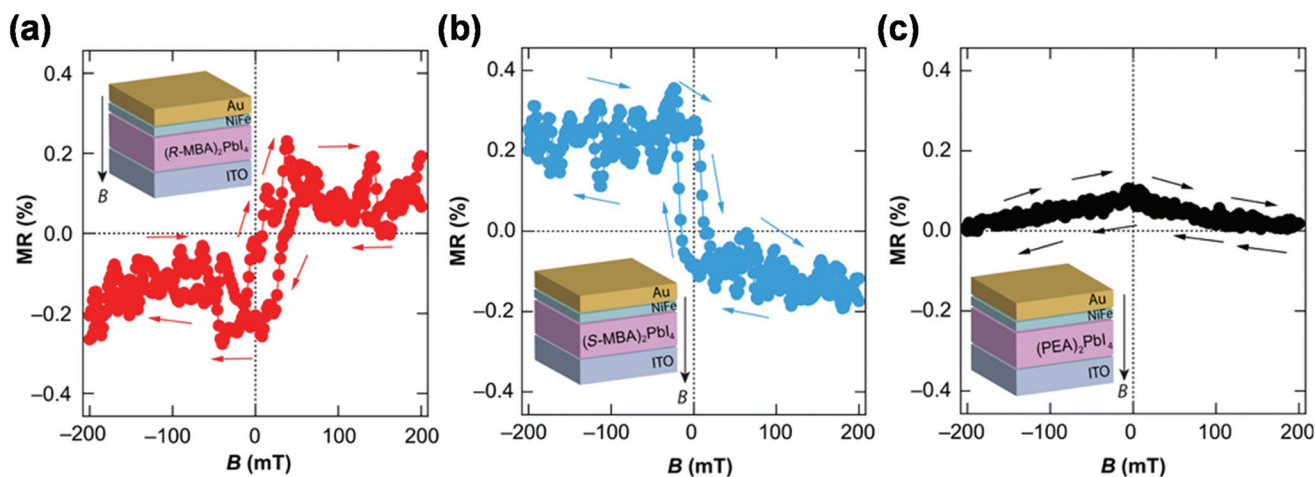 (a)
0.4
0.2
0.0
−0.2
−0.4
MR (%)
−200
−100
0
100
200
B (mT)
Au
NiFe
(R-MBA)₂PbI₄
ITO
B
(b)
0.4
0.2
0.0
−0.2
−0.4
MR (%)
−200
−100
0
100
200
B (mT)
Au
NiFe
(S-MBA)₂PbI₄
ITO
B
(c)
0.4
0.2
0.0
−0.2
−0.4
MR (%)
−200
−100
0
100
200
B (mT)
Au
NiFe
(PEA)₂PbI₄
ITO
B